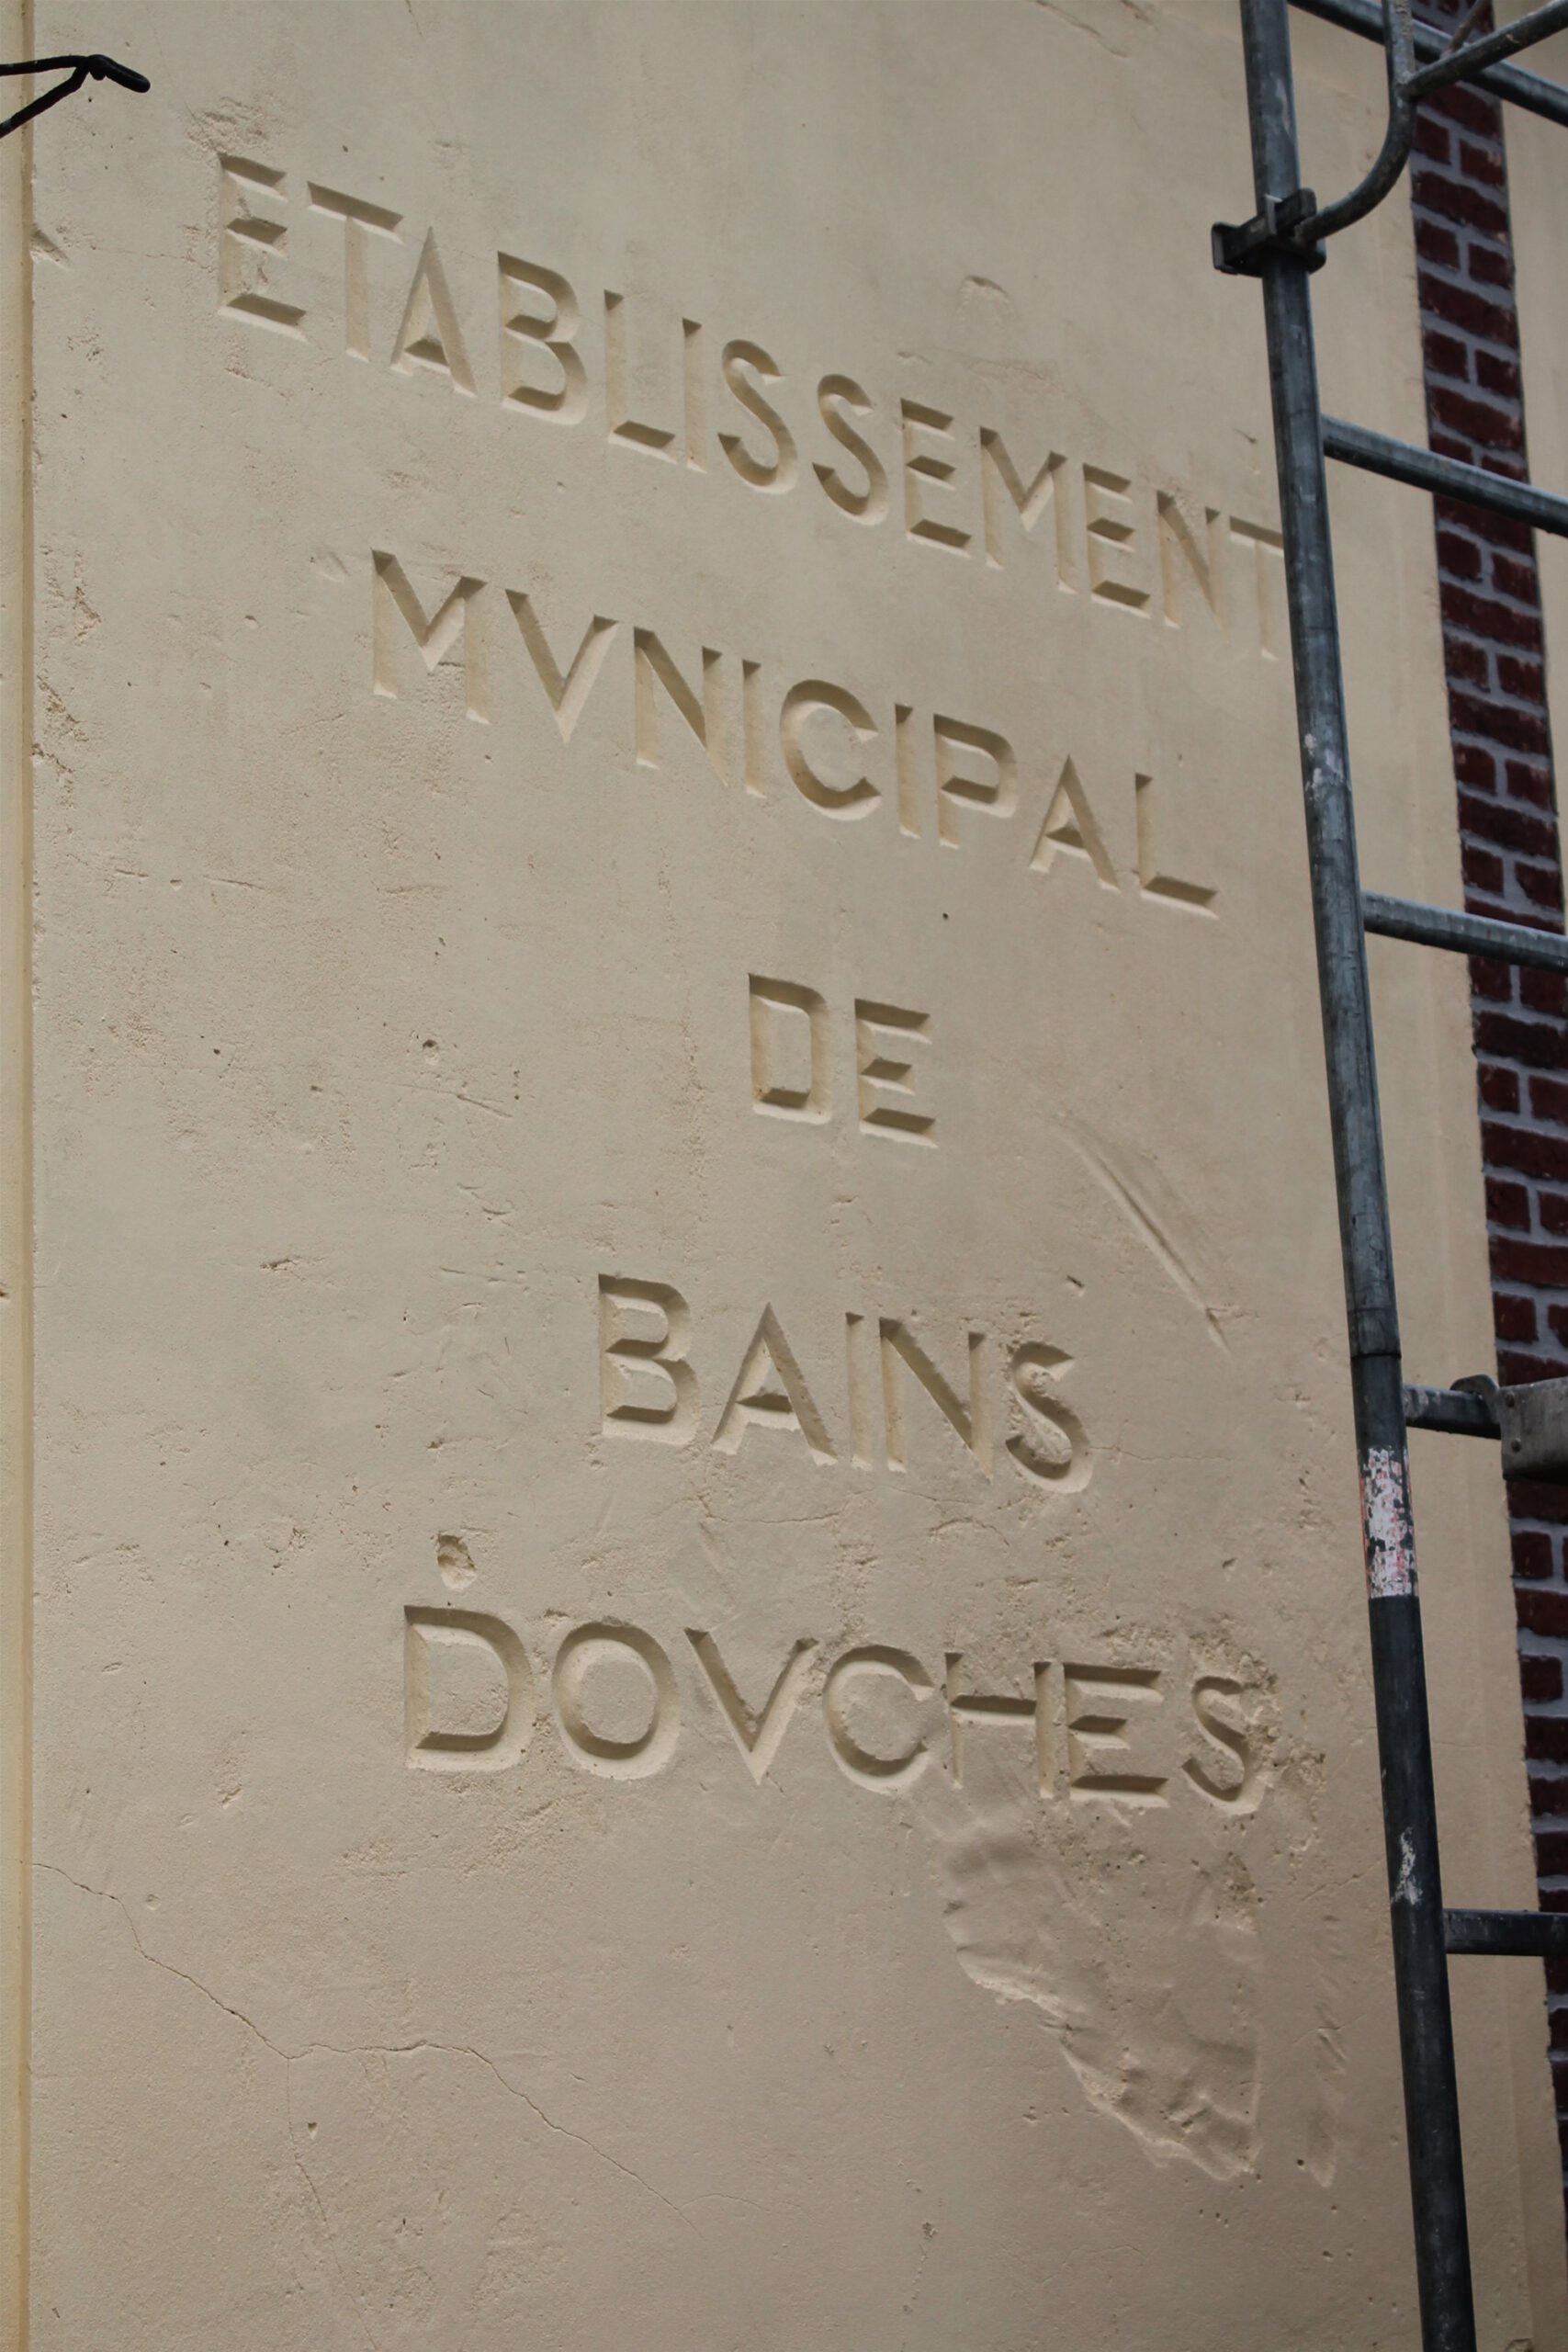 ETABLISSEMENT
MVNICIPAL
DE
BAINS
DOVCHES